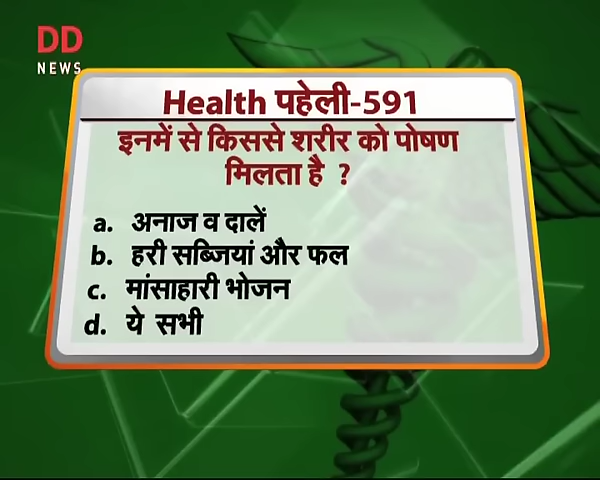 DD
NEWS
Health पहेली-591
इनमें से किससे शरीर को पोषण
मिलता है ?
a. अनाज व दालें
b. हरी सब्जियां और फल
c. मांसाहारी भोजन
d. ये सभी